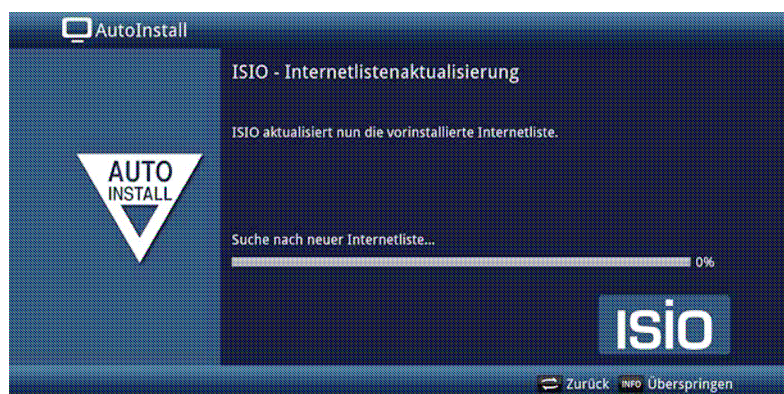 AutoInstall
ISIO - Internetlistenaktualisierung
ISIO aktualisiert nun die vorinstallierte Internetliste.
AUTO
INSTALL
Suche nach neuer Internetliste...
0%
ISIO
Zurück INFO Überspringen